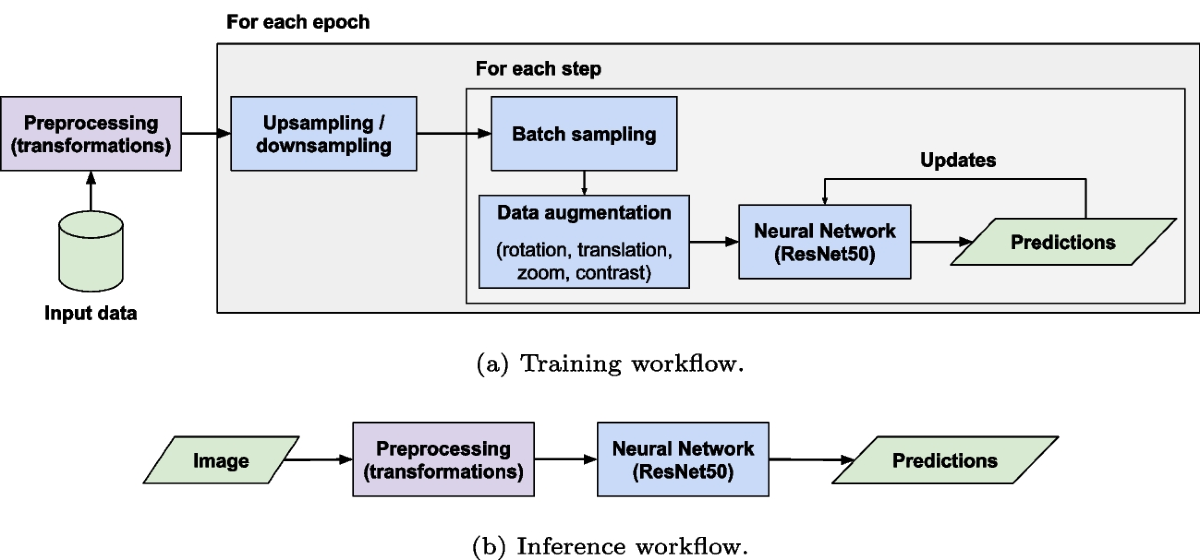 For each epoch
For each step
Preprocessing
(transformations)
Upsampling /
downsampling
Batch sampling
Updates
Data augmentation
(rotation, translation,
zoom, contrast)
Neural Network
(ResNet50)
Predictions
Input data
(a) Training workflow.
Image
Preprocessing
(transformations)
Neural Network
(ResNet50)
Predictions
(b) Inference workflow.